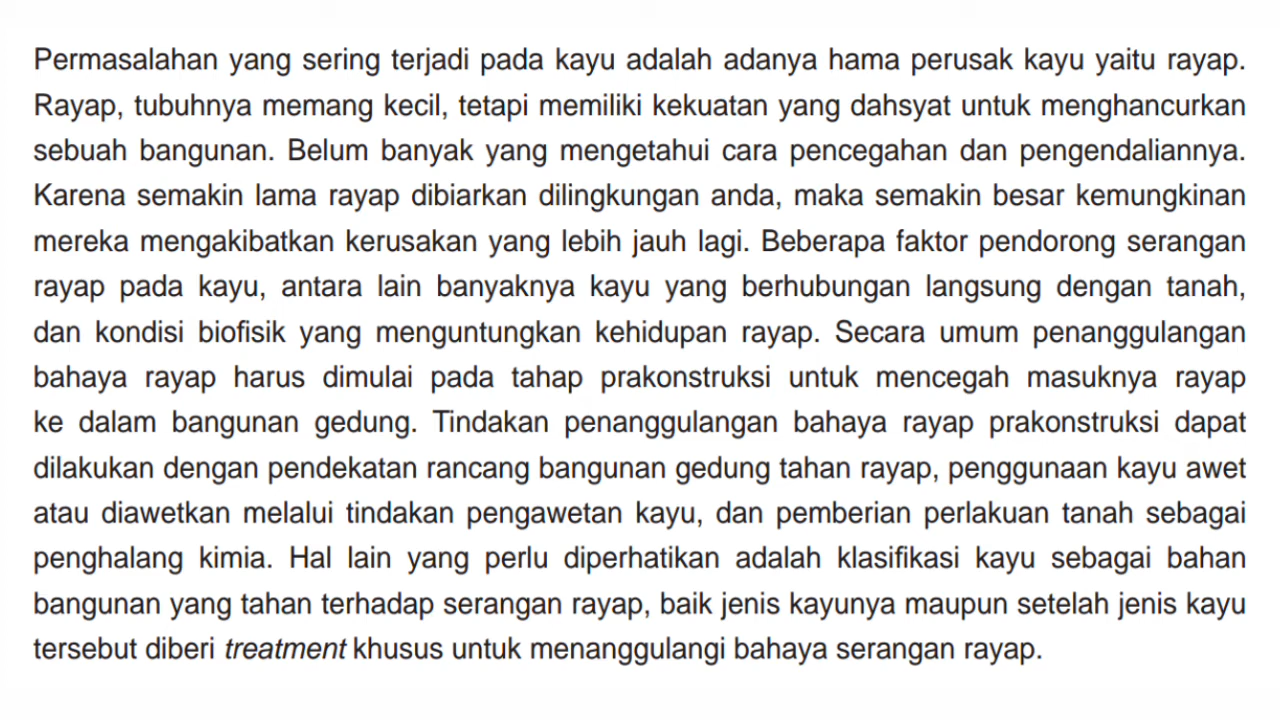 Permasalahan yang sering terjadi pada kayu adalah adanya hama perusak kayu yaitu rayap.
Rayap, tubuhnya memang kecil, tetapi memiliki kekuatan yang dahsyat untuk menghancurkan
sebuah bangunan. Belum banyak yang mengetahui cara pencegahan dan pengendaliannya.
Karena semakin lama rayap dibiarkan dilingkungan anda, maka semakin besar kemungkinan
mereka mengakibatkan kerusakan yang lebih jauh lagi. Beberapa faktor pendorong serangan
rayap pada kayu, antara lain banyaknya kayu yang berhubungan langsung dengan tanah,
dan kondisi biofisik yang menguntungkan kehidupan rayap. Secara umum penanggulangan
bahaya rayap harus dimulai pada tahap prakonstruksi untuk mencegah masuknya rayap
ke dalam bangunan gedung. Tindakan penanggulangan bahaya rayap prakonstruksi dapat
dilakukan dengan pendekatan rancang bangunan gedung tahan rayap, penggunaan kayu awet
atau diawetkan melalui tindakan pengawetan kayu, dan pemberian perlakuan tanah sebagai
penghalang kimia. Hal lain yang perlu diperhatikan adalah klasifikasi kayu sebagai bahan
bangunan yang tahan terhadap serangan rayap, baik jenis kayunya maupun setelah jenis kayu
tersebut diberi treatment khusus untuk menanggulangi bahaya serangan rayap.